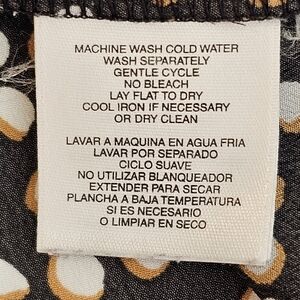 MACHINE WASH COLD WATER
WASH SEPARATELY
GENTLE CYCLE
NO BLEACH
LAY FLAT TO DRY
COOL IRON IF NECESSARY
OR DRY CLEAN
LAVAR A MAQUINA EN AGUA FRIA
LAVAR POR SEPARADO
CICLO SUAVE
NO UTILIZAR BLANQUEADOR
EXTENDER PARA SECAR
PLANCHA A BAJA TEMPERATURA
SI ES NECESARIO
O LIMPIAR EN SECO